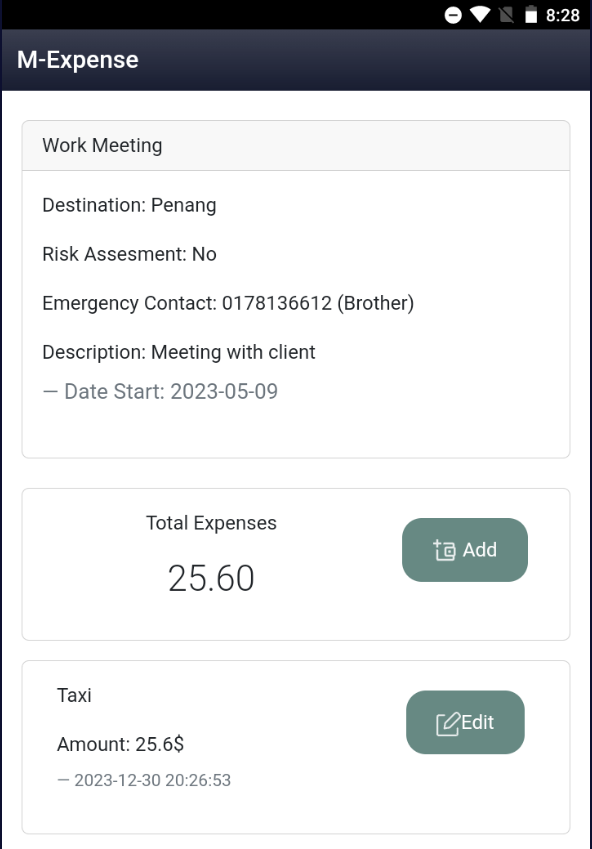 8:28
M-Expense
Work Meeting
Destination: Penang
Risk Assesment: No
Emergency Contact: 0178136612 (Brother)
Description: Meeting with client
— Date Start: 2023-05-09
Total Expenses
25.60
Add
Taxi
Amount: 25.6$
— 2023-12-30 20:26:53
Edit